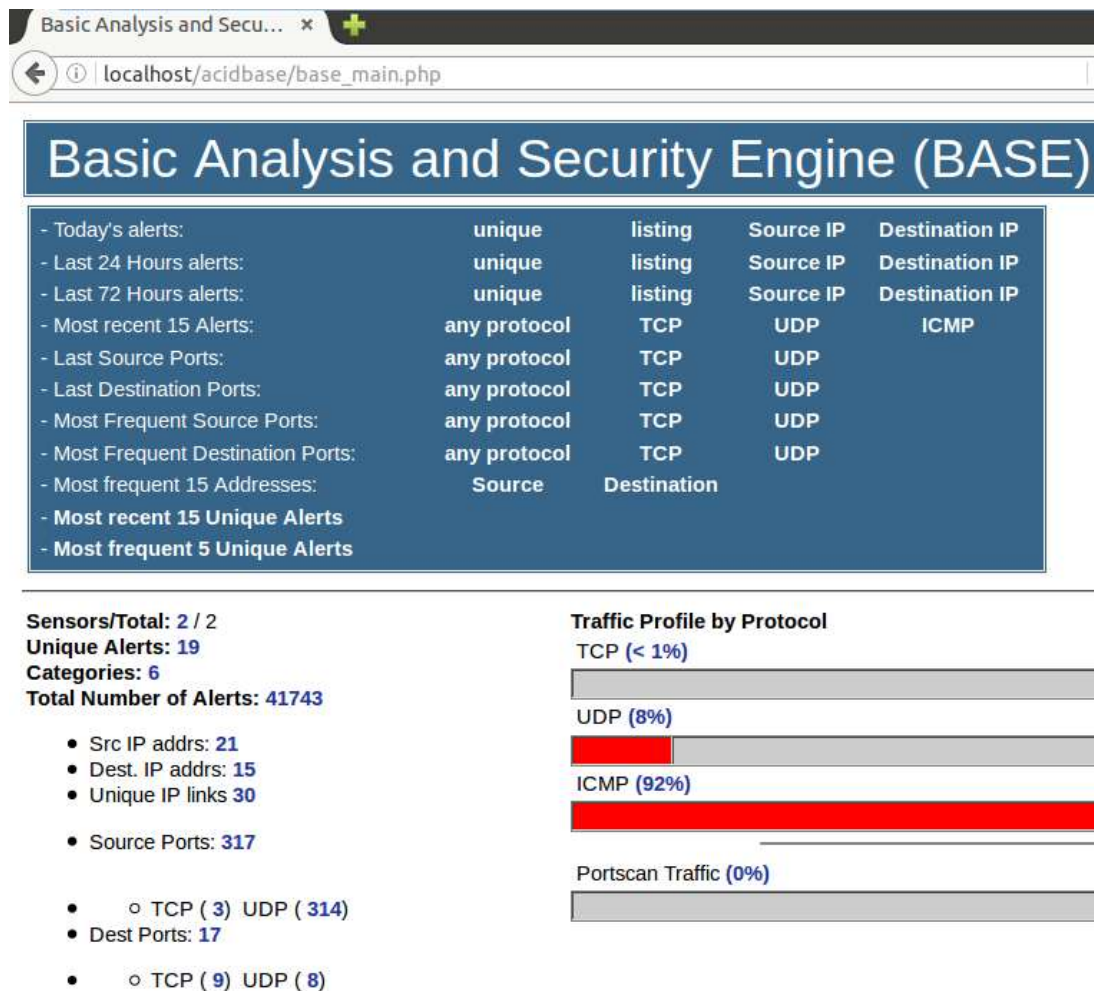 Basic Analysis and Secu... ×
localhost/acidbase/base_main.php
Basic Analysis and Security Engine (BASE)
- Today's alerts: unique listing Source IP Destination IP
- Last 24 Hours alerts: unique listing Source IP Destination IP
- Last 72 Hours alerts: unique listing Source IP Destination IP
- Most recent 15 Alerts: any protocol TCP UDP ICMP
- Last Source Ports: any protocol TCP UDP
- Last Destination Ports: any protocol TCP UDP
- Most Frequent Source Ports: any protocol TCP UDP
- Most Frequent Destination Ports: any protocol TCP UDP
- Most frequent 15 Addresses: Source Destination
- Most recent 15 Unique Alerts
- Most frequent 5 Unique Alerts
Sensors/Total: 2 / 2
Unique Alerts: 19
Categories: 6
Total Number of Alerts: 41743
• Src IP addrs: 21
• Dest. IP addrs: 15
• Unique IP links 30
• Source Ports: 317
• ○ TCP ( 3) UDP ( 314)
• Dest Ports: 17
• ○ TCP ( 9) UDP ( 8)
Traffic Profile by Protocol
TCP (< 1%)
UDP (8%)
ICMP (92%)
Portscan Traffic (0%)